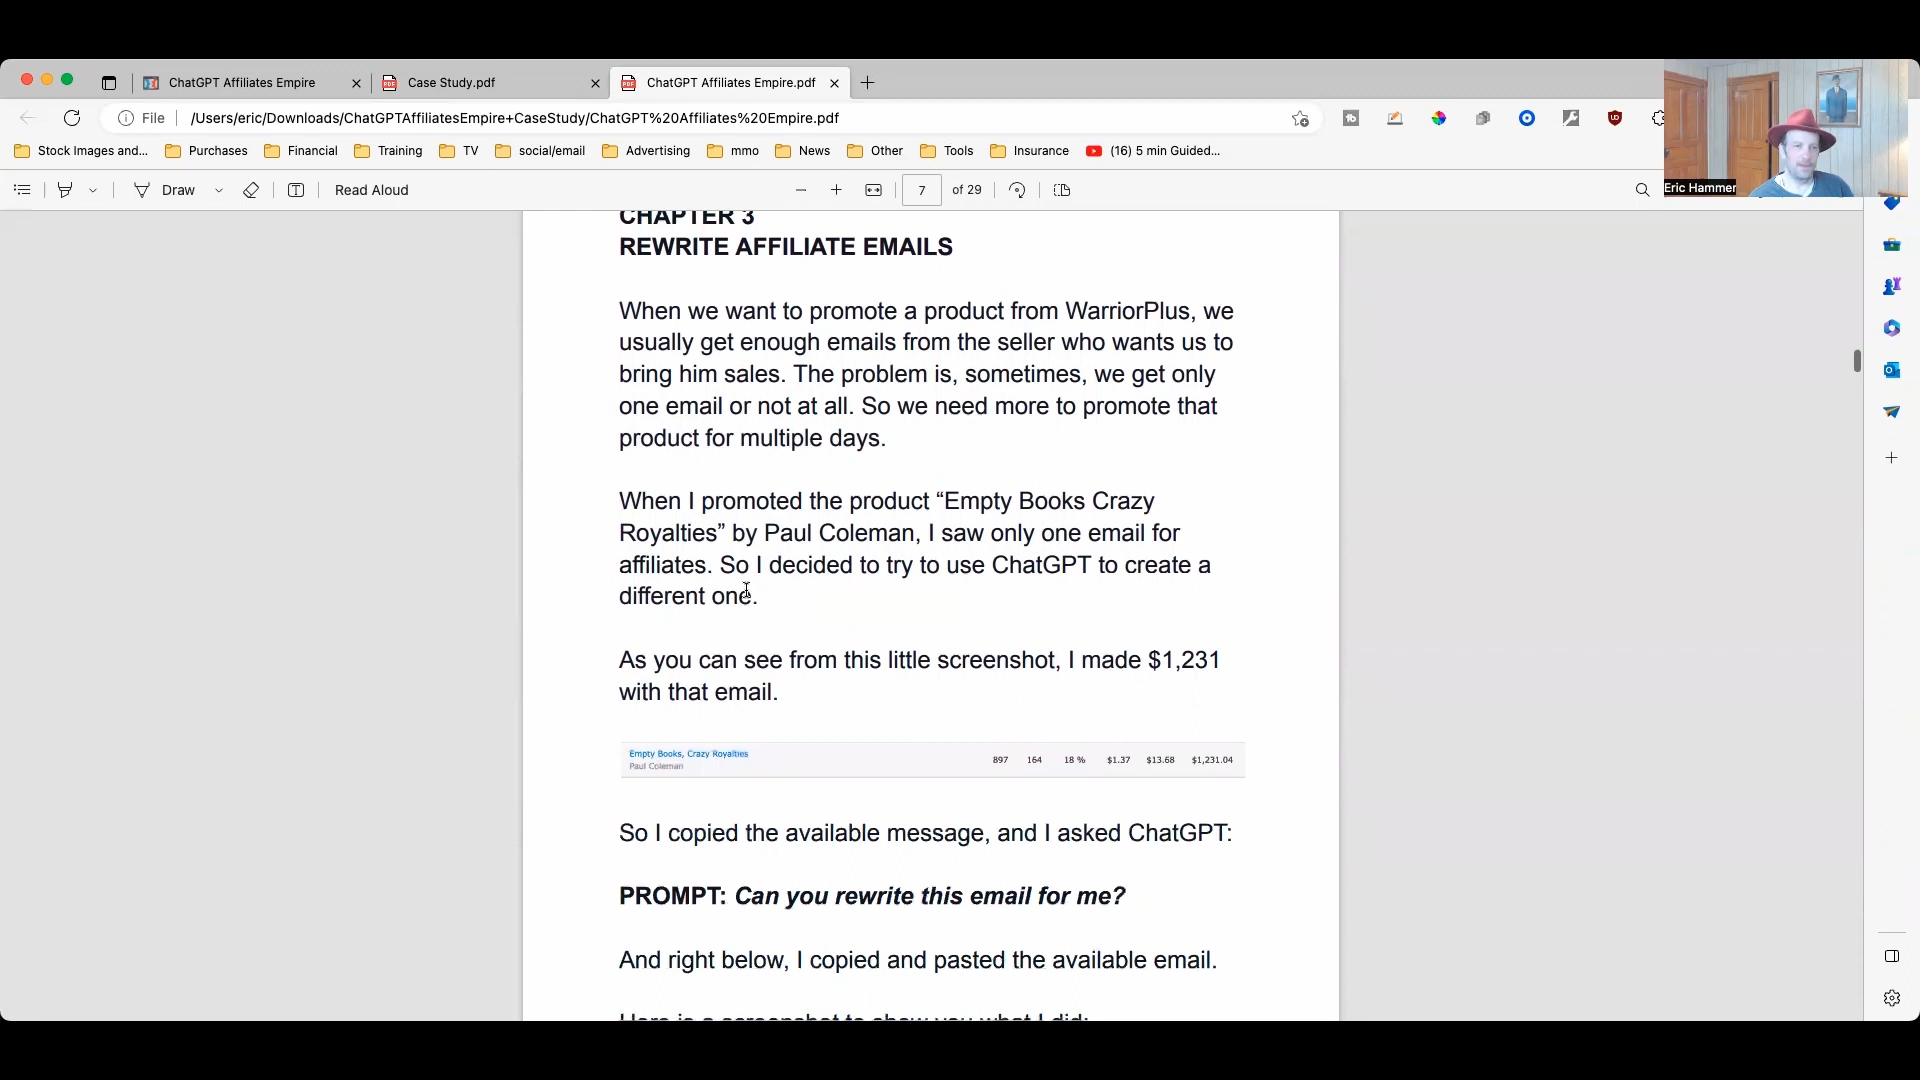 ChatGPT Affiliates Empire
Case Study.pdf
ChatGPT Affiliates Empire.pdf
File
/Users/eric/Downloads/ChatGPTAffiliatesEmpire+CaseStudy/ChatGPT%20Affiliates%20Empire.pdf
Stock Images and... Purchases Financial Training TV social/email Advertising mmo News Other Tools Insurance (16) 5 min Guided...
Eric Hammer
Draw Read Aloud 7 of 29
CHAPTER 3
REWRITE AFFILIATE EMAILS
When we want to promote a product from WarriorPlus, we
usually get enough emails from the seller who wants us to
bring him sales. The problem is, sometimes, we get only
one email or not at all. So we need more to promote that
product for multiple days.
When I promoted the product “Empty Books Crazy
Royalties” by Paul Coleman, I saw only one email for
affiliates. So I decided to try to use ChatGPT to create a
different one.
As you can see from this little screenshot, I made $1,231
with that email.
Empty Books, Crazy Royalties 897 164 18 % $1.37 $13.68 $1,231.04
Paul Coleman
So I copied the available message, and I asked ChatGPT:
PROMPT: Can you rewrite this email for me?
And right below, I copied and pasted the available email.
Here is a screenshot to show you what I did: